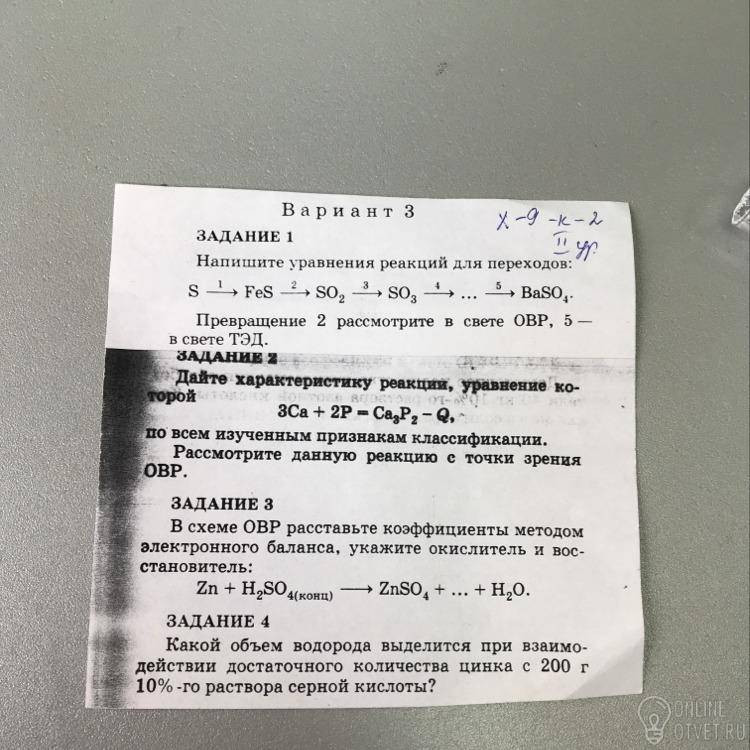 Вариант 3
х-9-к-2
II ур.
ЗАДАНИЕ 1
Напишите уравнения реакций для переходов:
S —1→ FeS —2→ SO₂ —3→ SO₃ —4→ ... —5→ BaSO₄.
Превращение 2 рассмотрите в свете ОВР, 5 —
в свете ТЭД.
ЗАДАНИЕ 2
Дайте характеристику реакции, уравнение ко-
торой
3Ca + 2P = Ca₃P₂ – Q,
по всем изученным признакам классификации.
Рассмотрите данную реакцию с точки зрения
ОВР.
ЗАДАНИЕ 3
В схеме ОВР расставьте коэффициенты методом
электронного баланса, укажите окислитель и вос-
становитель:
Zn + H₂SO₄(конц) ⟶ ZnSO₄ + ... + H₂O.
ЗАДАНИЕ 4
Какой объем водорода выделится при взаимо-
действии достаточного количества цинка с 200 г
10%-го раствора серной кислоты?
ONLINE
OTVET.RU